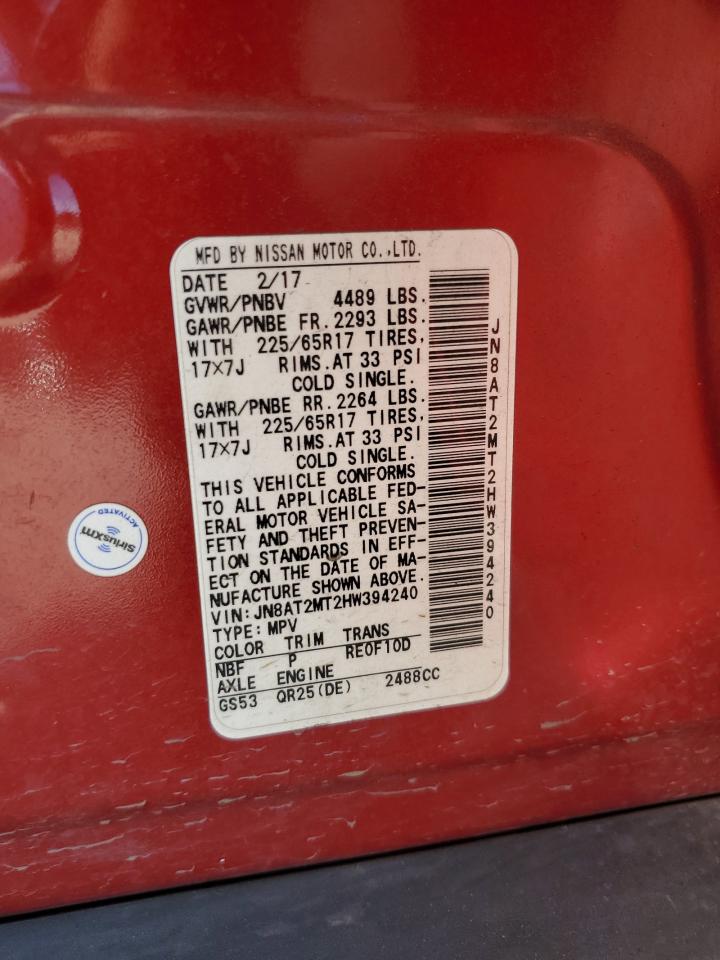 MFD BY NISSAN MOTOR CO.,LTD.
DATE 2/17
GVWR/PNBV 4489 LBS.
GAWR/PNBE FR. 2293 LBS.
WITH 225/65R17 TIRES,
17×7J RIMS. AT 33 PSI
COLD SINGLE.
GAWR/PNBE RR. 2264 LBS.
WITH 225/65R17 TIRES,
17×7J RIMS. AT 33 PSI
COLD SINGLE.
THIS VEHICLE CONFORMS
TO ALL APPLICABLE FED-
ERAL MOTOR VEHICLE SA-
FETY AND THEFT PREVEN-
TION STANDARDS IN EFF-
ECT ON THE DATE OF MA-
NUFACTURE SHOWN ABOVE.
VIN: JN8AT2MT2HW394240
TYPE: MPV
COLOR TRIM TRANS
NBF P RE0F10D
AXLE ENGINE
GS53 QR25(DE) 2488CC
JN8AT2MT2HW394240
siriusxm
ACTIVATED